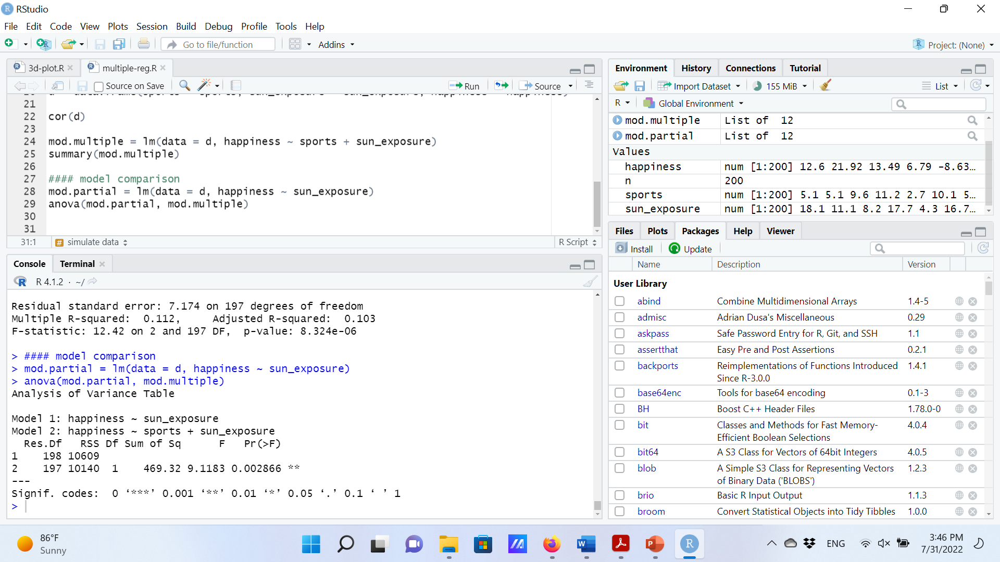 RStudio
File Edit Code View Plots Session Build Debug Profile Tools Help
Go to file/function Addins Project: (None)
3d-plot.R multiple-reg.R
Source on Save Run Source
21
22 cor(d)
23
24 mod.multiple = lm(data = d, happiness ~ sports + sun_exposure)
25 summary(mod.multiple)
26
27 #### model comparison
28 mod.partial = lm(data = d, happiness ~ sun_exposure)
29 anova(mod.partial, mod.multiple)
30
31
31:1 # simulate data R Script
Console Terminal
R 4.1.2 · ~/
Residual standard error: 7.174 on 197 degrees of freedom
Multiple R-squared:  0.112,     Adjusted R-squared:  0.103
F-statistic: 12.42 on 2 and 197 DF,  p-value: 8.324e-06
> #### model comparison
> mod.partial = lm(data = d, happiness ~ sun_exposure)
> anova(mod.partial, mod.multiple)
Analysis of Variance Table
Model 1: happiness ~ sun_exposure
Model 2: happiness ~ sports + sun_exposure
  Res.Df   RSS Df Sum of Sq      F   Pr(>F)
1    198 10609
2    197 10140  1    469.32 9.1183 0.002866 **
---
Signif. codes:  0 ‘***’ 0.001 ‘**’ 0.01 ‘*’ 0.05 ‘.’ 0.1 ‘ ’ 1
>
Environment History Connections Tutorial
Import Dataset 155 MiB List
R Global Environment
mod.multiple List of  12
mod.partial List of  12
Values
happiness num [1:200] 12.6 21.92 13.49 6.79 -8.63…
n 200
sports num [1:200] 5.1 5.1 9.6 11.2 2.7 10.1 5…
sun_exposure num [1:200] 18.1 11.1 8.2 17.7 4.3 16.7…
Files Plots Packages Help Viewer
Install Update
Name Description Version
User Library
abind Combine Multidimensional Arrays 1.4-5
admisc Adrian Dusa's Miscellaneous 0.29
askpass Safe Password Entry for R, Git, and SSH 1.1
assertthat Easy Pre and Post Assertions 0.2.1
backports Reimplementations of Functions Introduced 1.4.1
Since R-3.0.0
base64enc Tools for base64 encoding 0.1-3
BH Boost C++ Header Files 1.78.0-0
bit Classes and Methods for Fast Memory- 4.0.4
Efficient Boolean Selections
bit64 A S3 Class for Vectors of 64bit Integers 4.0.5
blob A Simple S3 Class for Representing Vectors 1.2.3
of Binary Data ('BLOBS')
brio Basic R Input Output 1.1.3
broom Convert Statistical Objects into Tidy Tibbles 1.0.0
86°F
Sunny
ENG
3:46 PM
7/31/2022